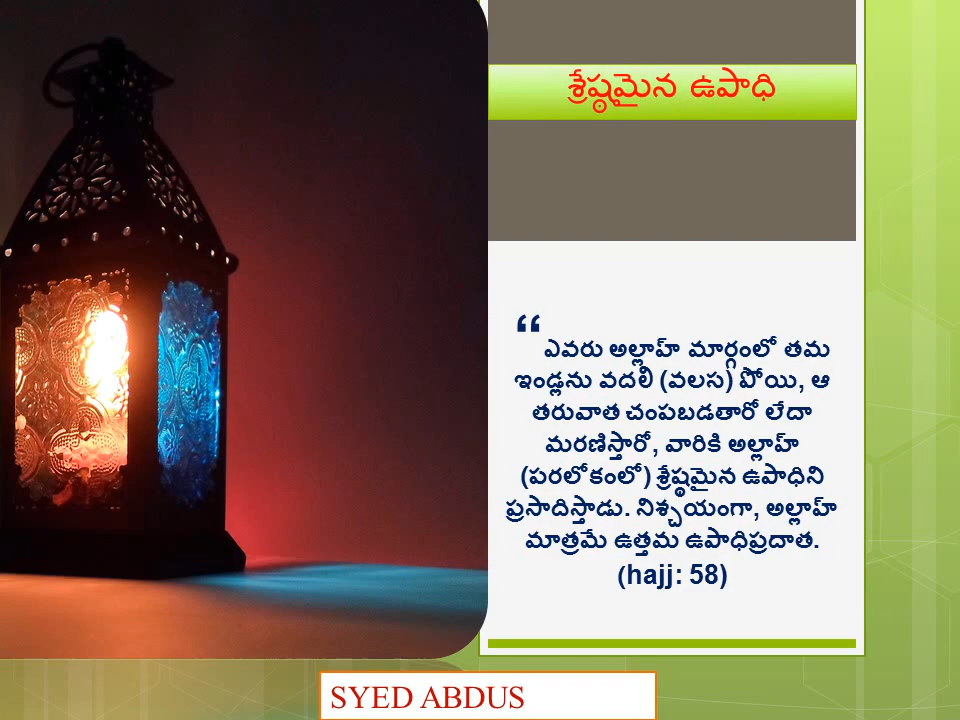 శ్రేష్ఠమైన ఉపాధి
“ఎవరు అల్లాహ్ మార్గంలో తమ
ఇండ్లను వదలి (వలస) పోయి, ఆ
తరువాత చంపబడతారో లేదా
మరణిస్తారో, వారికి అల్లాహ్
(పరలోకంలో) శ్రేష్ఠమైన ఉపాధిని
ప్రసాదిస్తాడు. నిశ్చయంగా, అల్లాహ్
మాత్రమే ఉత్తమ ఉపాధిప్రదాత.
(hajj: 58)
SYED ABDUS